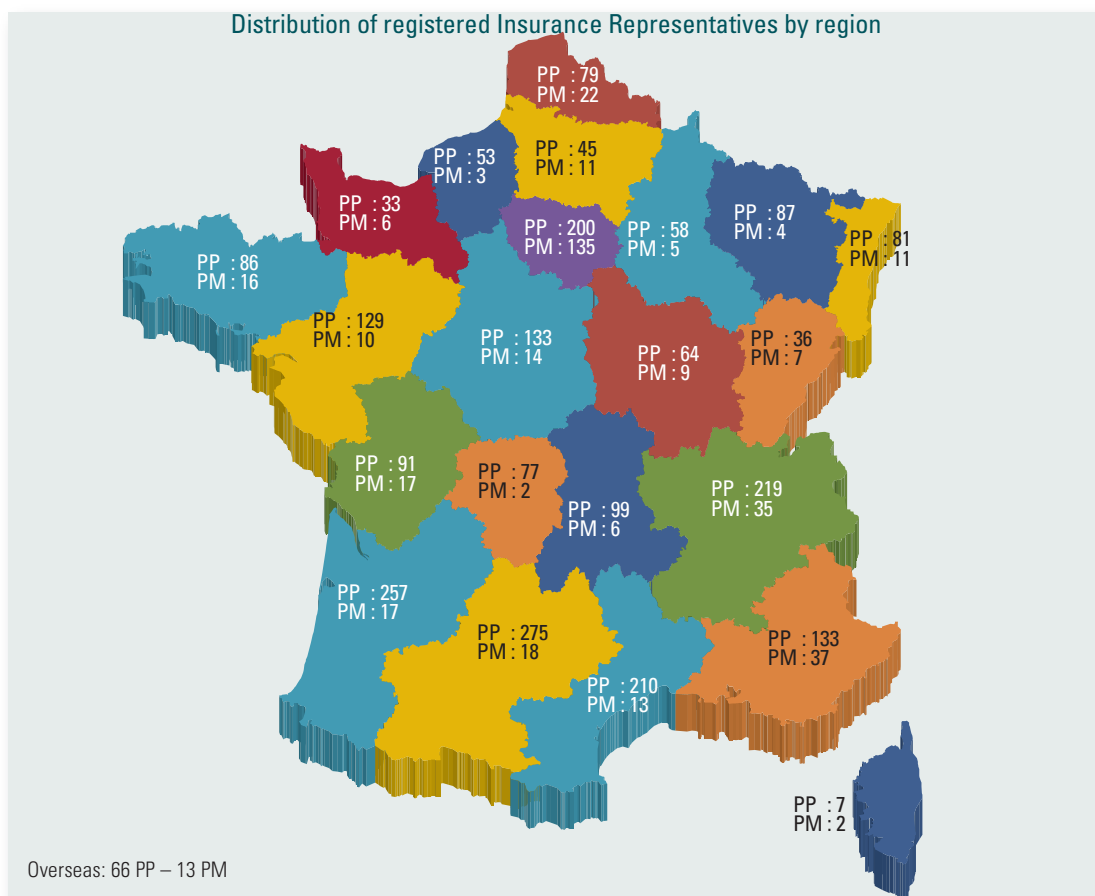 Distribution of registered Insurance Representatives by region
PP : 79
PM : 22
PP : 53
PM : 3
PP : 45
PM : 11
PP : 33
PM : 6
PP : 200
PM : 135
PP : 58
PM : 5
PP : 87
PM : 4
PP : 81
PM : 11
PP : 86
PM : 16
PP : 129
PM : 10
PP : 133
PM : 14
PP : 64
PM : 9
PP : 36
PM : 7
PP : 91
PM : 17
PP : 77
PM : 2
PP : 99
PM : 6
PP : 219
PM : 35
PP : 257
PM : 17
PP : 275
PM : 18
PP : 210
PM : 13
PP : 133
PM : 37
PP : 7
PM : 2
Overseas: 66 PP – 13 PM